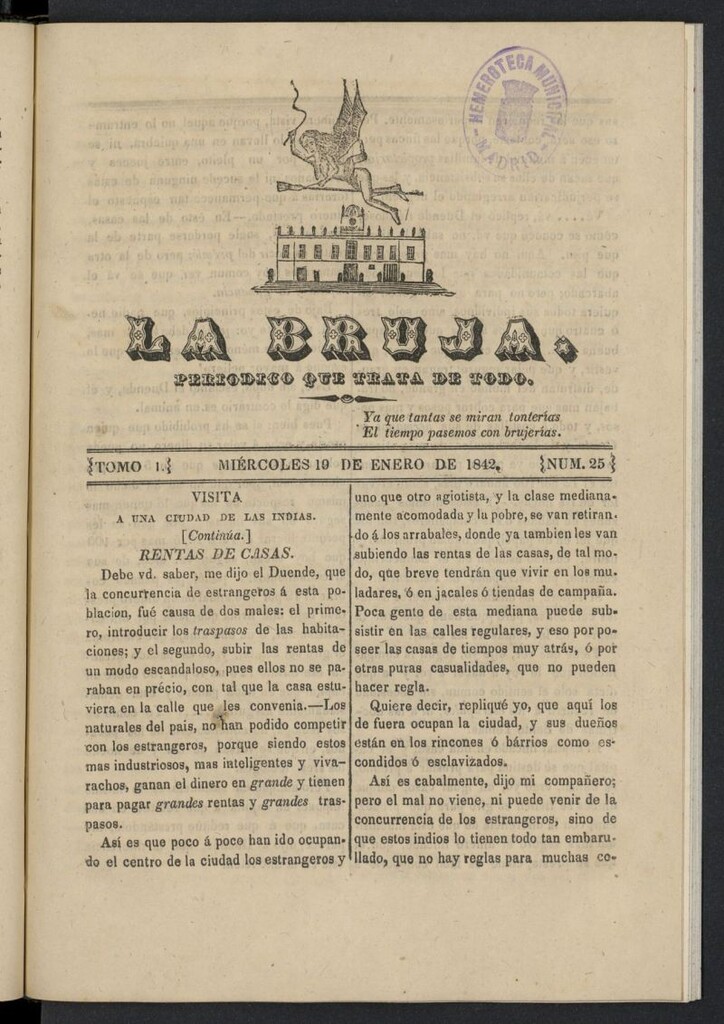 HEMEROTECA MUNICIPAL
MADRID
LA BRUJA.
PERIODICO QUE TRATA DE TODO.
Ya que tantas se miran tonterías
El tiempo pasemos con brujerías.
TOMO I. MIÉRCOLES 19 DE ENERO DE 1842. NUM. 25
VISITA
A UNA CIUDAD DE LAS INDIAS.
[Continúa.]
RENTAS DE CASAS.
Debe vd. saber, me dijo el Duende, que
la concurrencia de estrangeros á esta po-
blacion, fué causa de dos males: el prime-
ro, introducir los traspasos de las habita-
ciones; y el segundo, subir las rentas de
un modo escandaloso, pues ellos no se pa-
raban en précio, con tal que la casa estu-
viera en la calle que les convenia.—Los
naturales del pais, no han podido competir
con los estrangeros, porque siendo estos
mas industriosos, mas inteligentes y viva-
rachos, ganan el dinero en grande y tienen
para pagar grandes rentas y grandes tras-
pasos.
Así es que poco á poco han ido ocupan-
do el centro de la ciudad los estrangeros y
uno que otro agiotista, y la clase mediana-
mente acomodada y la pobre, se van retiran-
do á los arrabales, donde ya tambien les van
subiendo las rentas de las casas, de tal mo-
do, que breve tendrán que vivir en los mu-
ladares, ó en jacales ó tiendas de campaña.
Poca gente de esta mediana puede sub-
sistir en las calles regulares, y eso por po-
seer las casas de tiempos muy atrás, ó por
otras puras casualidades, que no pueden
hacer regla.
Quiere decir, repliqué yo, que aquí los
de fuera ocupan la ciudad, y sus dueños
están en los rincones ó bárrios como es-
condidos ó esclavizados.
Así es cabalmente, dijo mi compañero;
pero el mal no viene, ni puede venir de la
concurrencia de los estrangeros, sino de
que estos indios lo tienen todo tan embaru-
llado, que no hay reglas para muchas co-